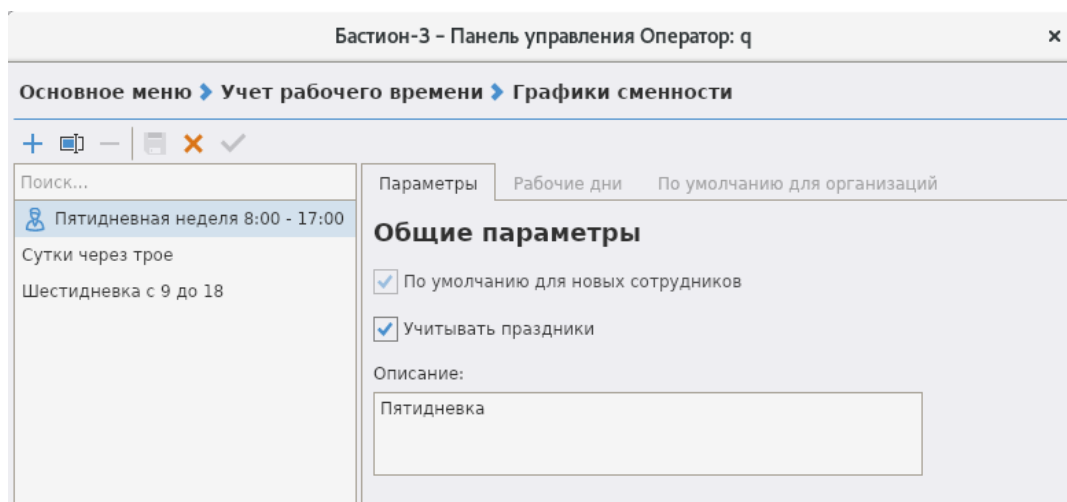 Бастион-3 – Панель управления Оператор: q
Основное меню Учет рабочего времени Графики сменности
Поиск...
Пятидневная неделя 8:00 - 17:00
Сутки через трое
Шестидневка с 9 до 18
Параметры Рабочие дни По умолчанию для организаций
Общие параметры
По умолчанию для новых сотрудников
Учитывать праздники
Описание:
Пятидневка